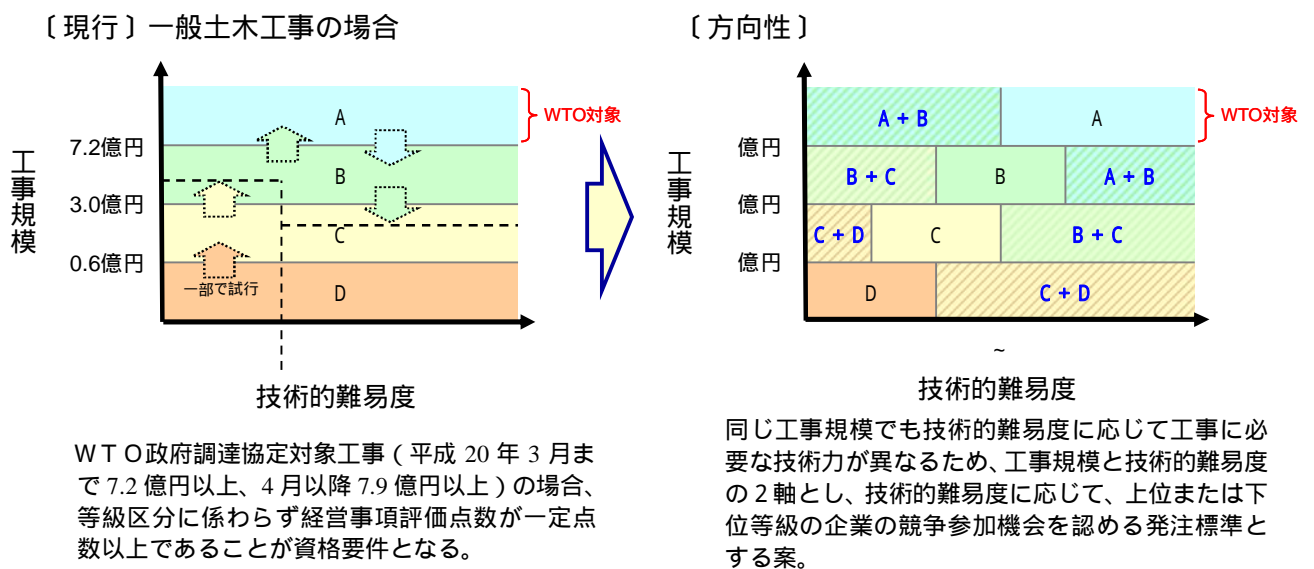 〔現行〕一般土木工事の場合
工事規模
7.2億円
3.0億円
0.6億円
A
B
C
D
一部で試行
WTO対象
技術的難易度
ＷＴＯ政府調達協定対象工事（平成 20 年 3 月ま
で 7.2 億円以上、4 月以降 7.9 億円以上）の場合、
等級区分に係わらず経営事項評価点数が一定点
数以上であることが資格要件となる。
〔方向性〕
工事規模
億円
億円
億円
A + B
A
B + C
B
A + B
C + D
C
B + C
D
C + D
WTO対象
~
技術的難易度
同じ工事規模でも技術的難易度に応じて工事に必
要な技術力が異なるため、工事規模と技術的難易度
の２軸とし、技術的難易度に応じて、上位または下
位等級の企業の競争参加機会を認める発注標準と
する案。